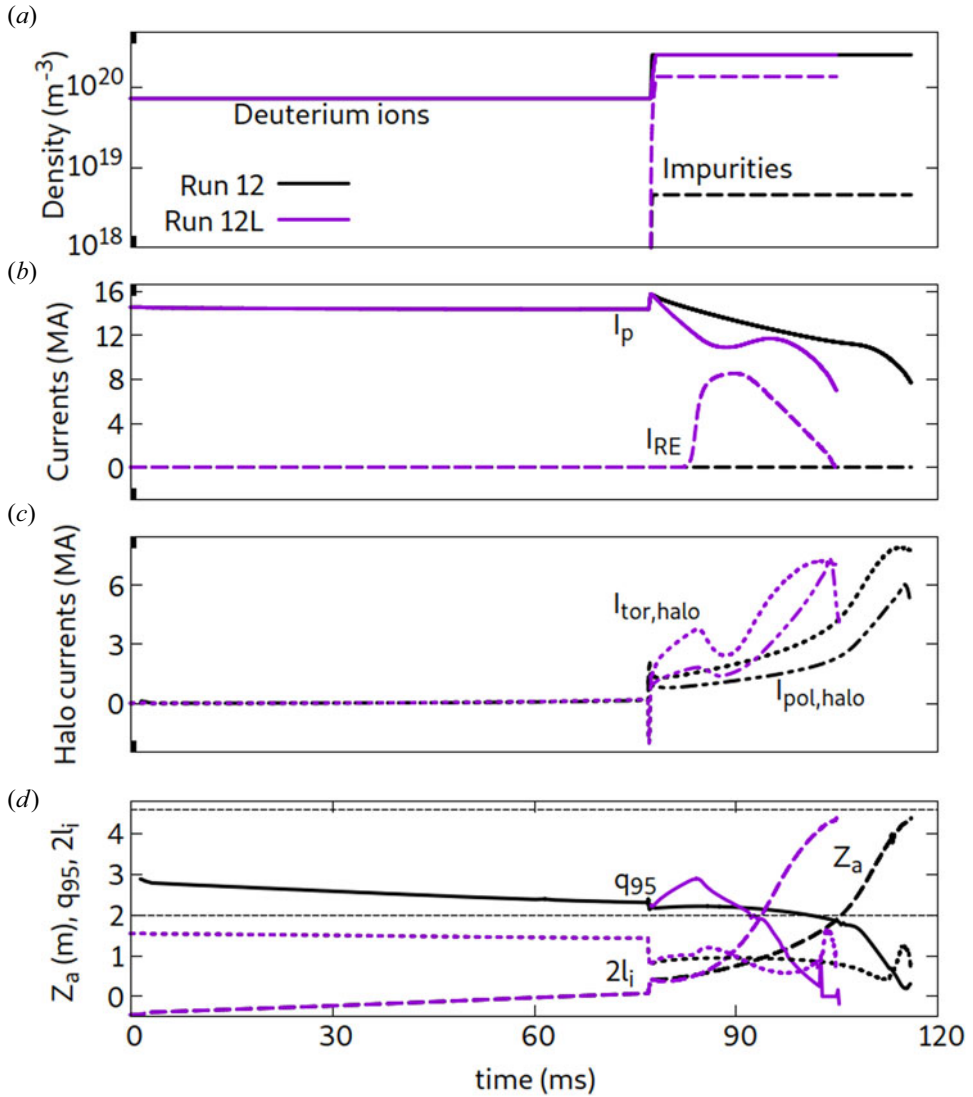 (a)
Density (m⁻³)
10²⁰
10¹⁹
10¹⁸
Deuterium ions
Run 12
Run 12L
Impurities
(b)
Currents (MA)
16
12
8
4
0
Iₚ
I_RE
(c)
Halo currents (MA)
6
3
0
I_tor,halo
I_pol,halo
(d)
Zₐ (m), q₉₅, 2lᵢ
4
3
2
1
0
q₉₅
Zₐ
2lᵢ
0 30 60 90 120
time (ms)